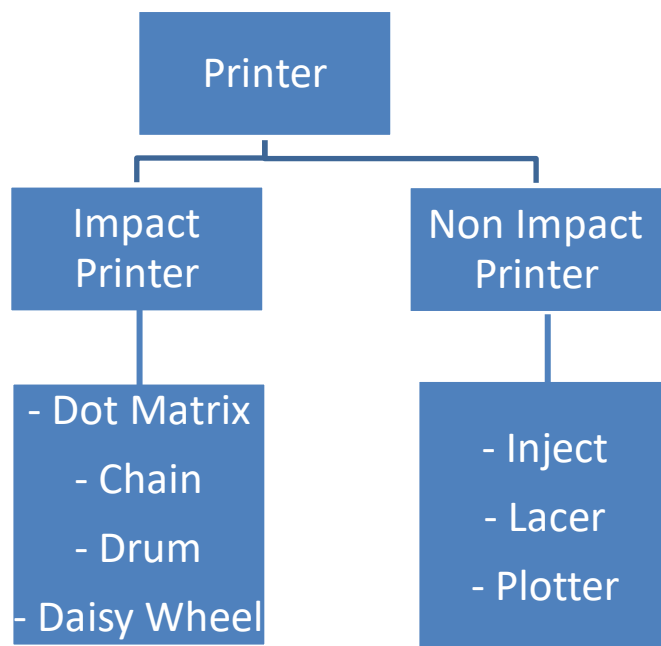 Printer
Impact
Printer
Non Impact
Printer
- Dot Matrix
- Chain
- Drum
- Daisy Wheel
- Inject
- Lacer
- Plotter